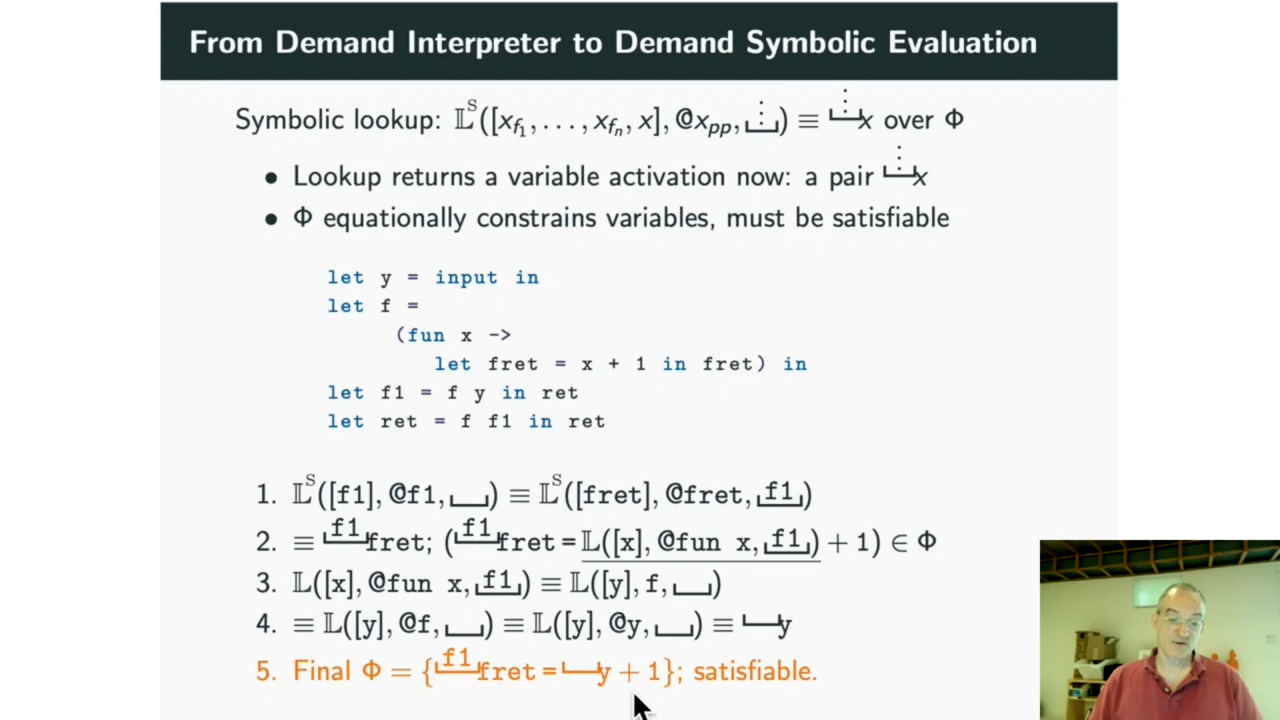 From Demand Interpreter to Demand Symbolic Evaluation
Symbolic lookup: 𝕃ˢ([x_f₁, . . . , x_fₙ, x], @x_pp, ⌞⋮⌟) ≡ ⌞⋮⌟x over Φ
• Lookup returns a variable activation now: a pair ⌞⋮⌟x
• Φ equationally constrains variables, must be satisfiable
let y = input in
let f =
(fun x ->
let fret = x + 1 in fret) in
let f1 = f y in ret
let ret = f f1 in ret
1. 𝕃ˢ([f1], @f1, ⌞⌟) ≡ 𝕃ˢ([fret], @fret, ⌞f1⌟)
2. ≡ ⌞f1⌟fret; (⌞f1⌟fret = 𝕃([x], @fun x, ⌞f1⌟) + 1) ∈ Φ
3. 𝕃([x], @fun x, ⌞f1⌟) ≡ 𝕃([y], f, ⌞⌟)
4. ≡ 𝕃([y], @f, ⌞⌟) ≡ 𝕃([y], @y, ⌞⌟) ≡ ⌞⌟y
5. Final Φ = {⌞f1⌟fret = ⌞⌟y + 1}; satisfiable.